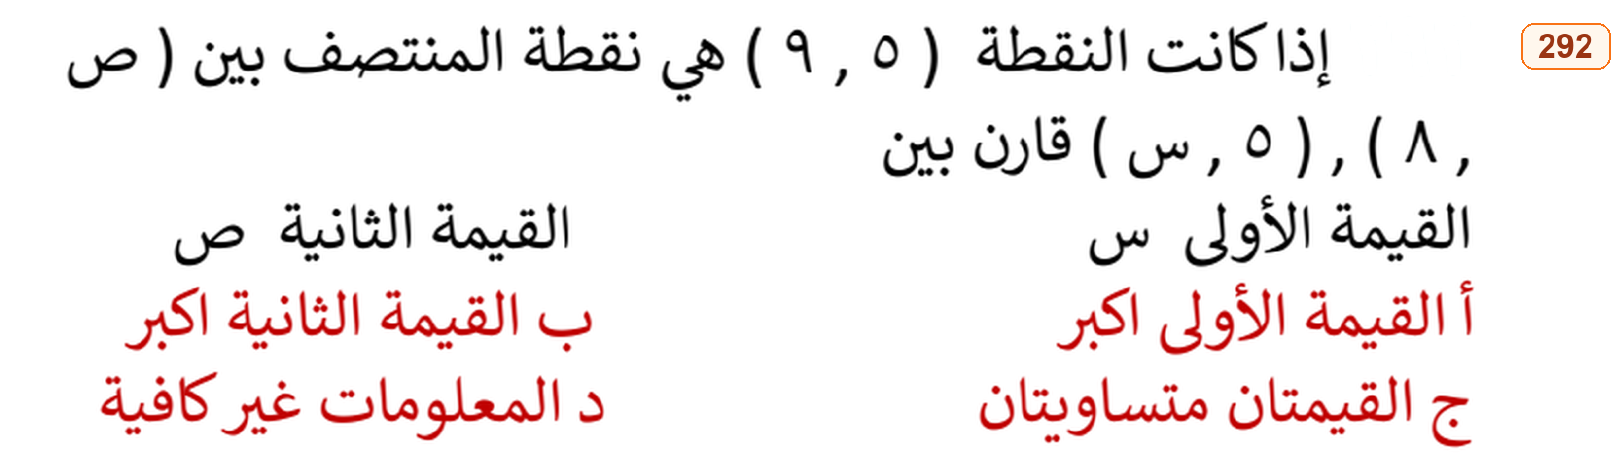 292
إذا كانت النقطة ( ٥ , ٩ ) هي نقطة المنتصف بين ( ص
, ٨ ) , ( ٥ , س ) قارن بين
القيمة الأولى س القيمة الثانية ص
أ القيمة الأولى اكبر ب القيمة الثانية اكبر
ج القيمتان متساويتان د المعلومات غير كافية